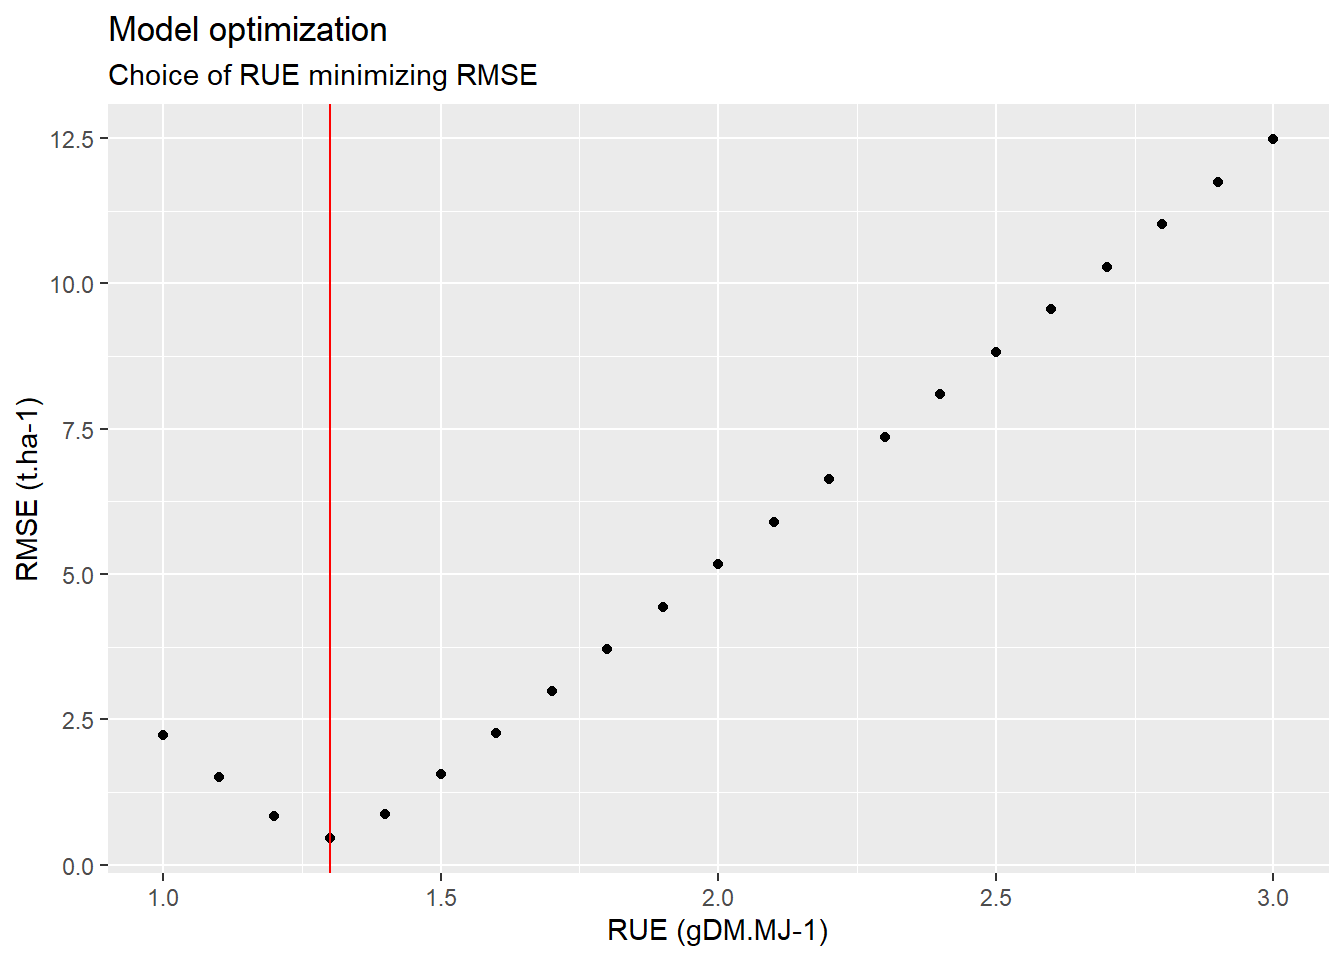 Model optimization
Choice of RUE minimizing RMSE
12.5
10.0
7.5
5.0
2.5
0.0
RMSE (t.ha-1)
1.0 1.5 2.0 2.5 3.0
RUE (gDM.MJ-1)